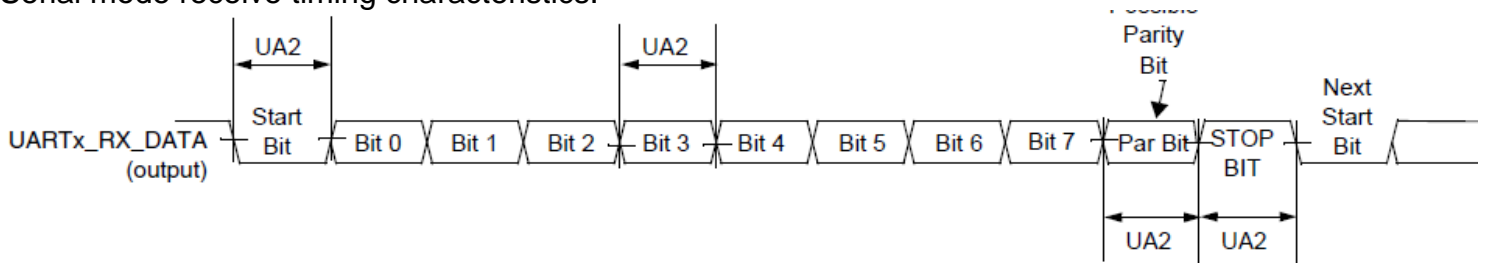 Serial mode receive timing characteristics.
Possible
Parity
Bit
UA2
UA2
Next
Start
Bit
Start
Bit
UARTx_RX_DATA
(output)
Bit 0
Bit 1
Bit 2
Bit 3
Bit 4
Bit 5
Bit 6
Bit 7
Par Bit
STOP
BIT
UA2
UA2